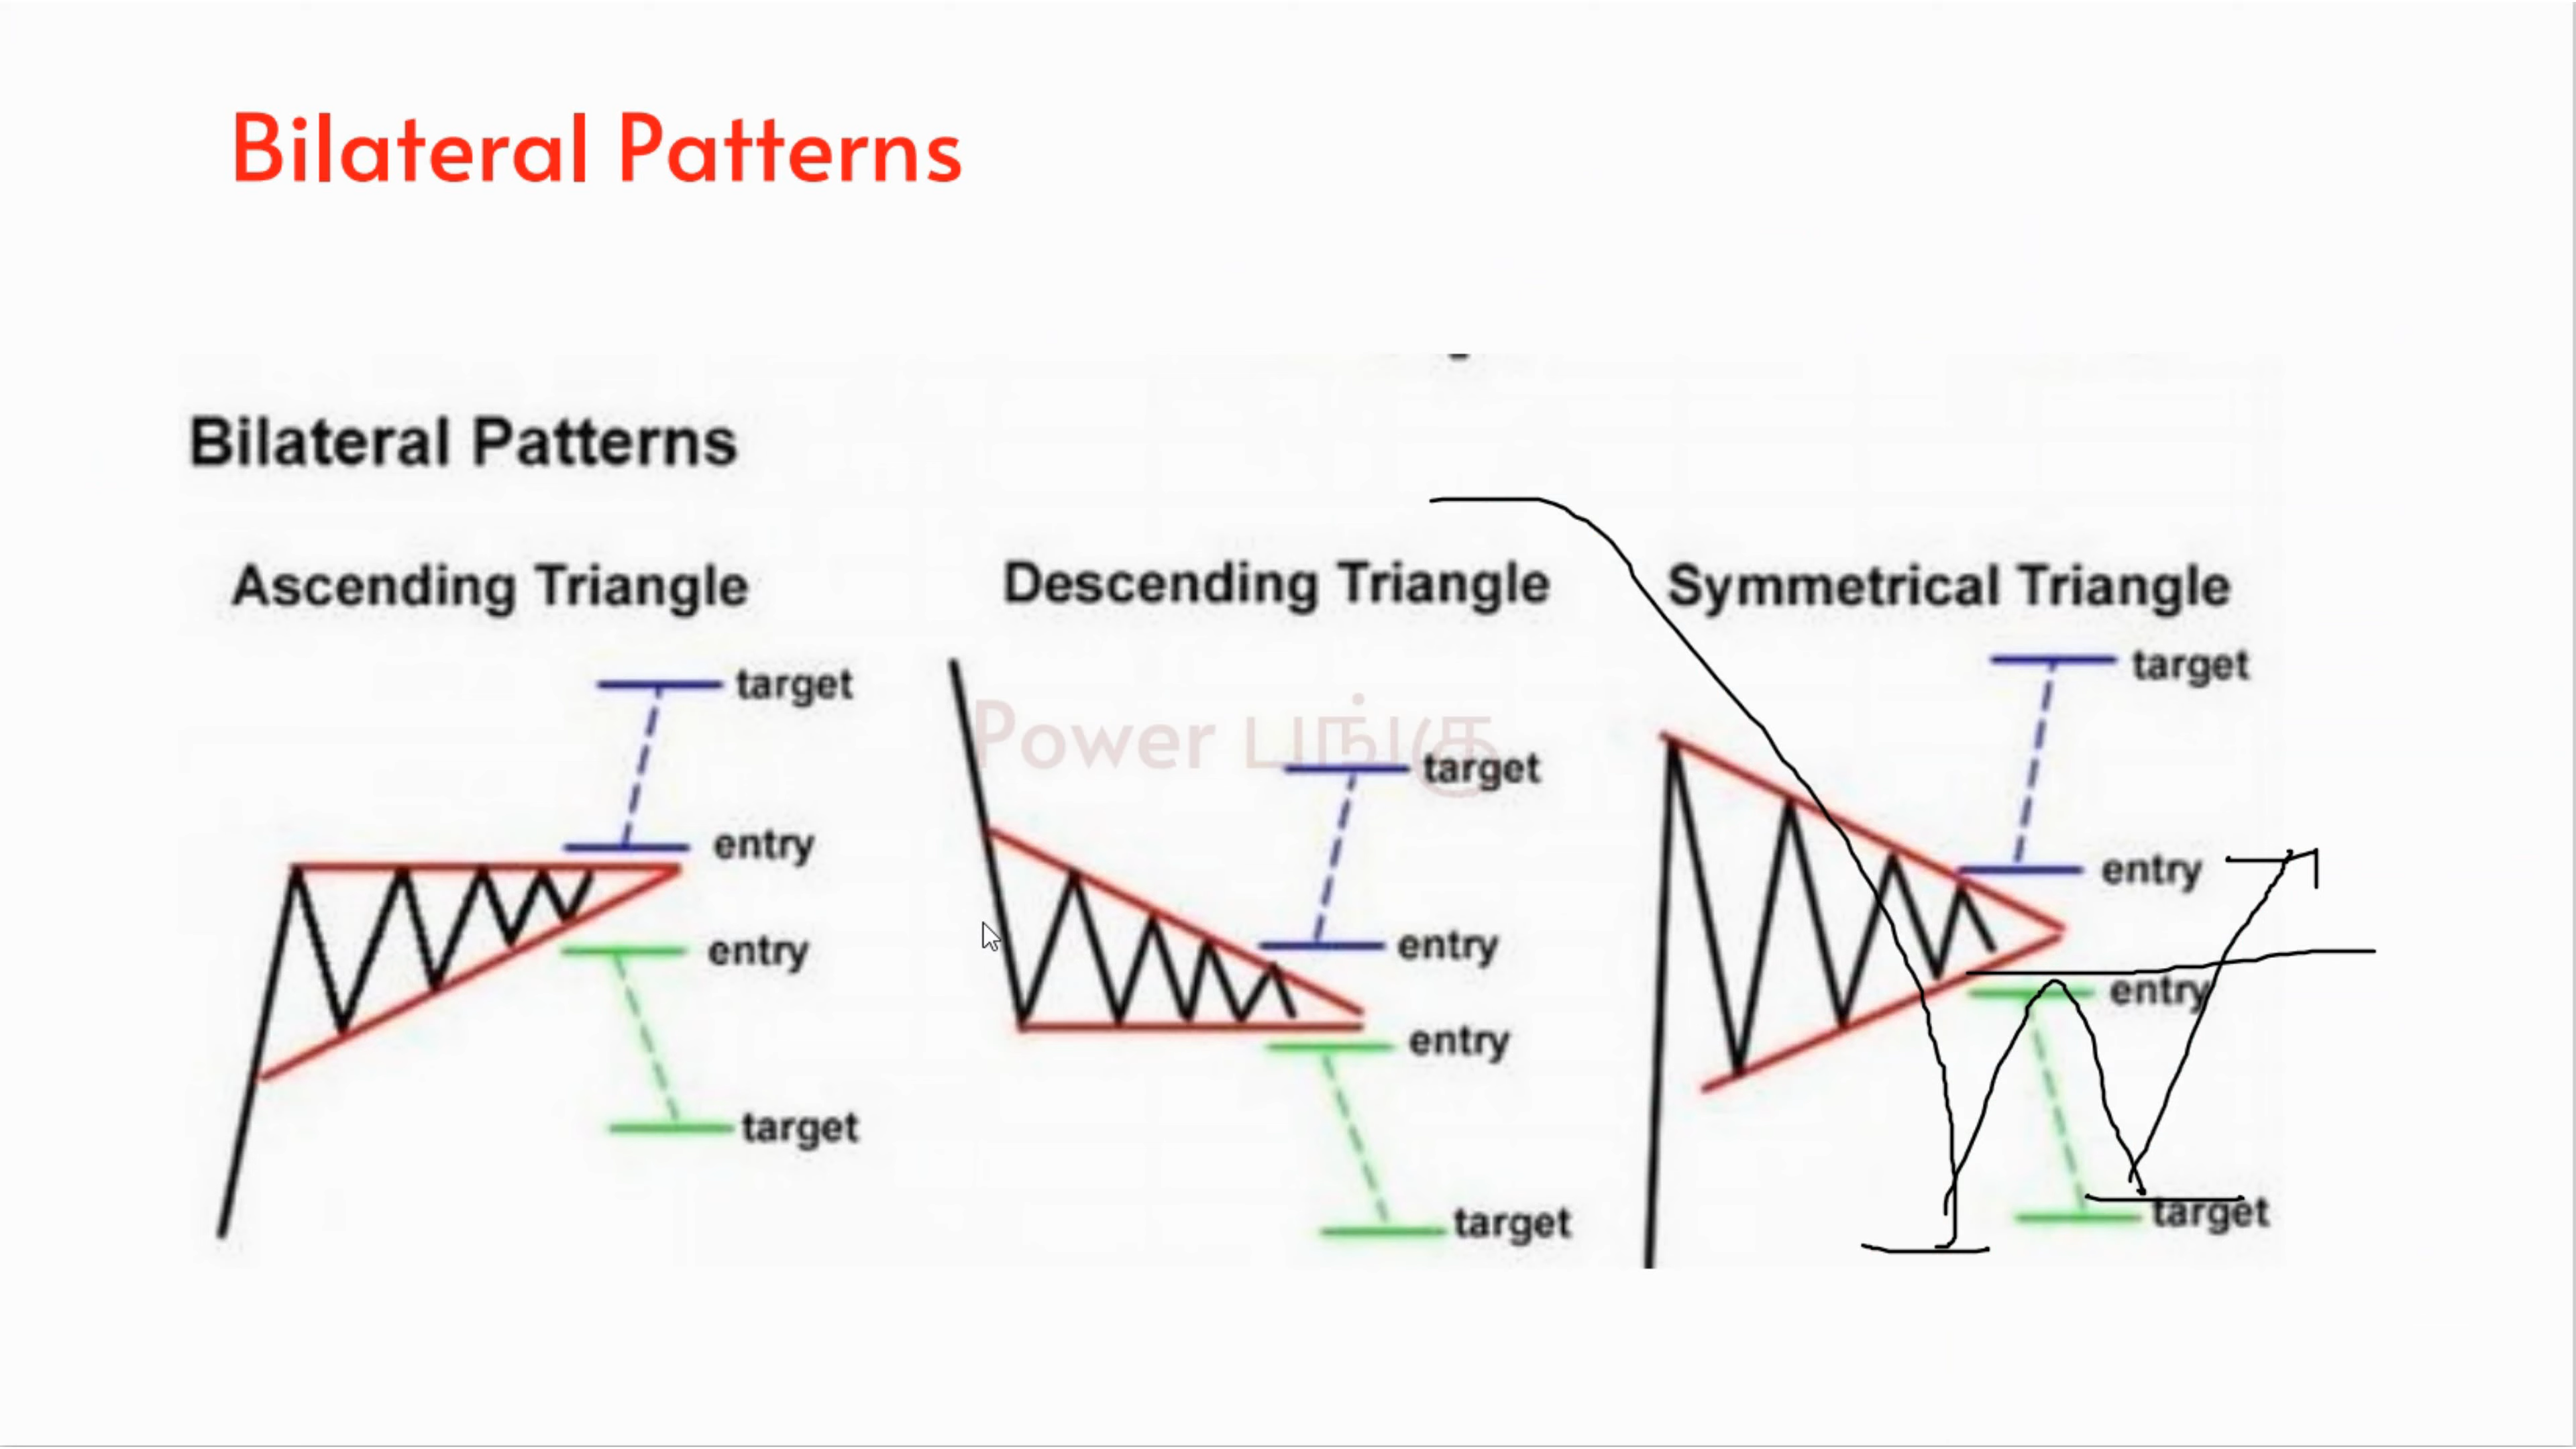 Bilateral Patterns
Bilateral Patterns
Ascending Triangle
target
entry
entry
target
Descending Triangle
Power பங்கு
target
entry
entry
target
Symmetrical Triangle
target
entry
entry
target